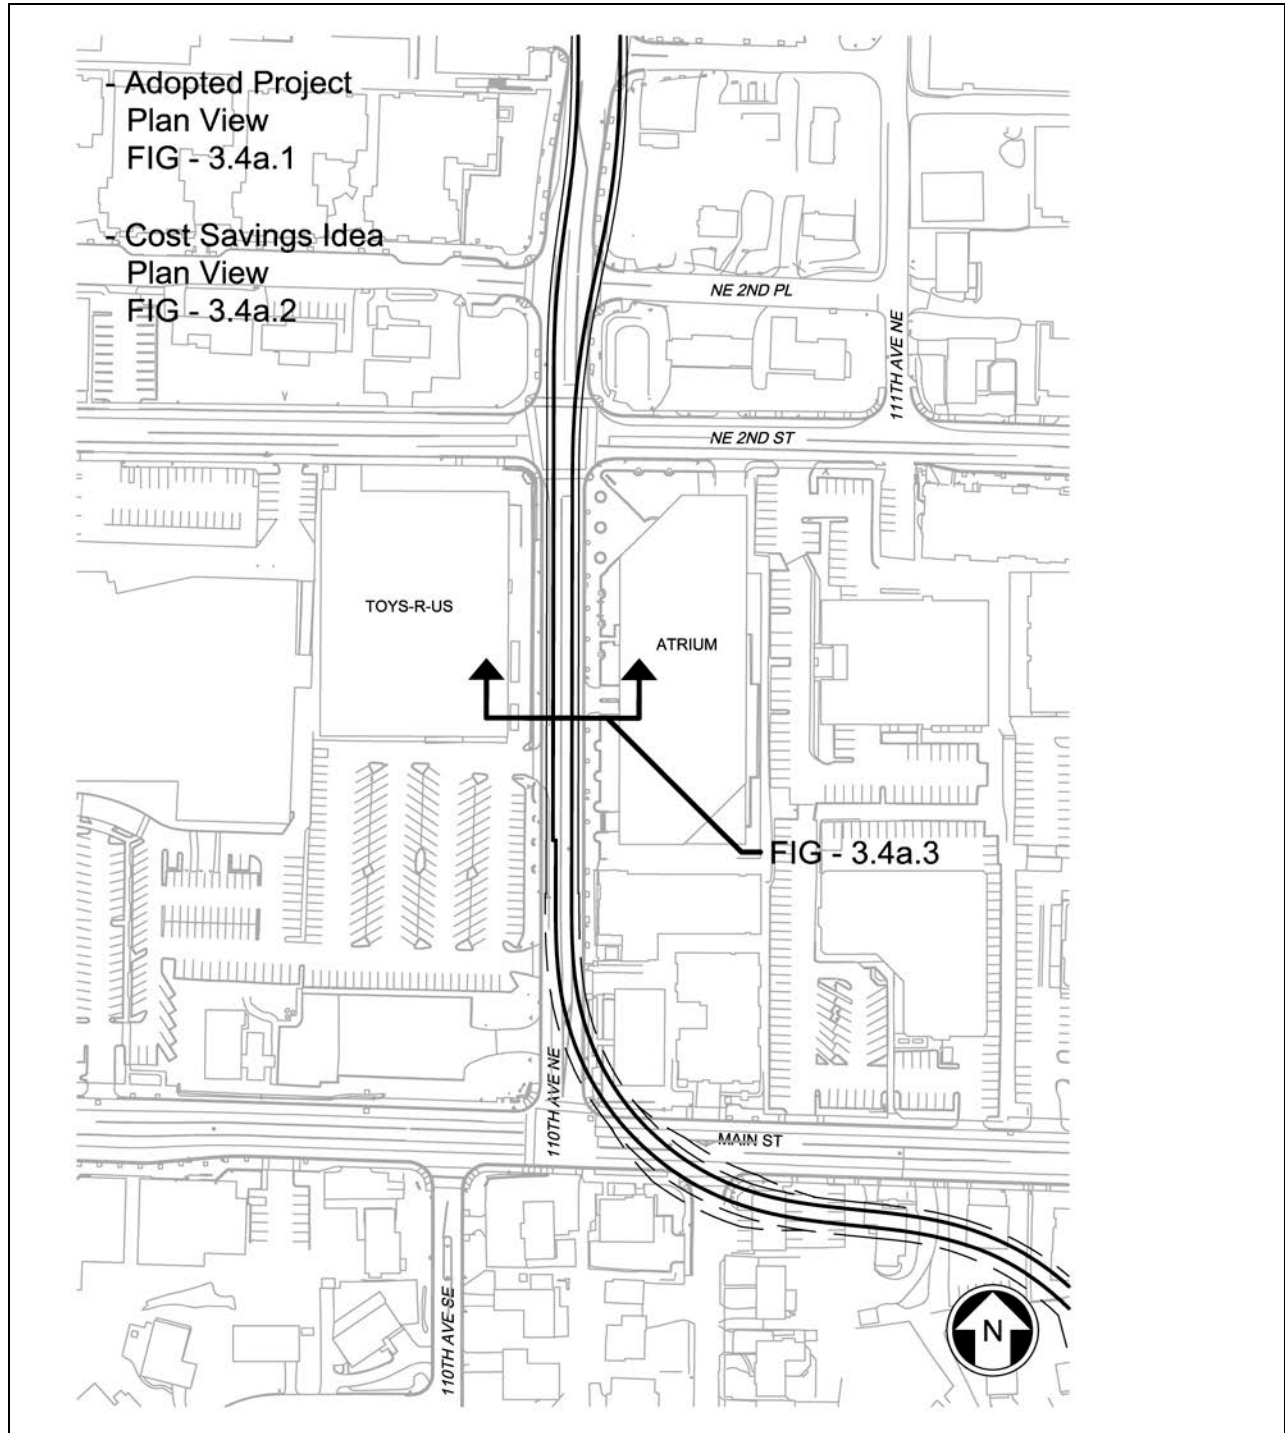 - Adopted Project
Plan View
FIG - 3.4a.1
- Cost Savings Idea
Plan View
FIG - 3.4a.2
NE 2ND PL
111TH AVE NE
NE 2ND ST
TOYS-R-US
ATRIUM
FIG - 3.4a.3
110TH AVE NE
MAIN ST
110TH AVE SE
N